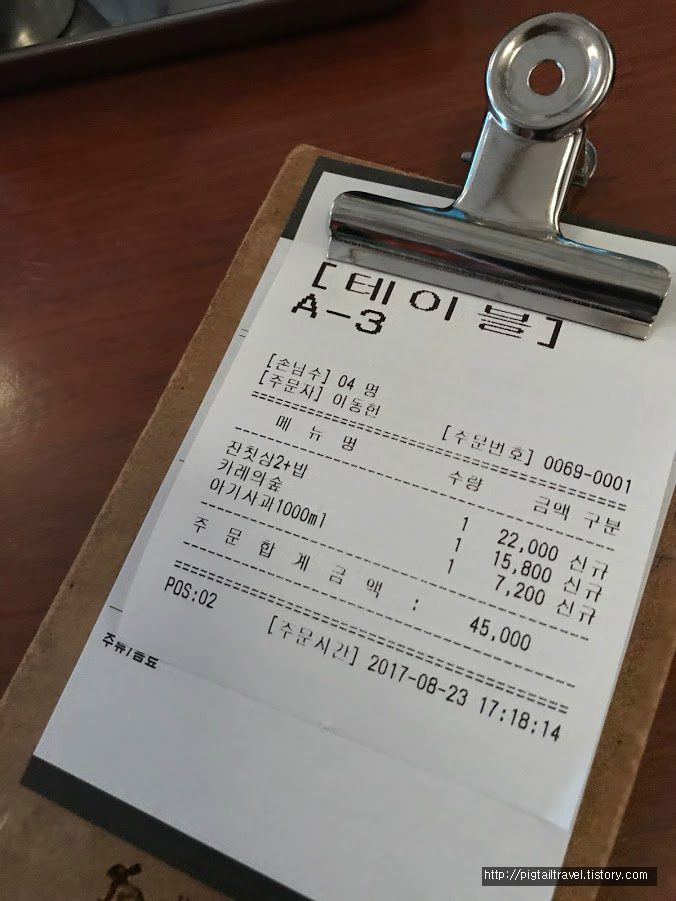 [테이블]
A-3
[손님수] 04 명
[주문자] 이동헌 [주문번호] 0069-0001
메 뉴 명 수량 금액 구분
잔칫상2+밥 1 22,000 신규
카레의숲 1 15,800 신규
아기사과1000ml 1 7,200 신규
주 문 합 계 금 액 : 45,000
POS:02 [주문시간] 2017-08-23 17:18:14
http://pigtailtravel.tistory.com